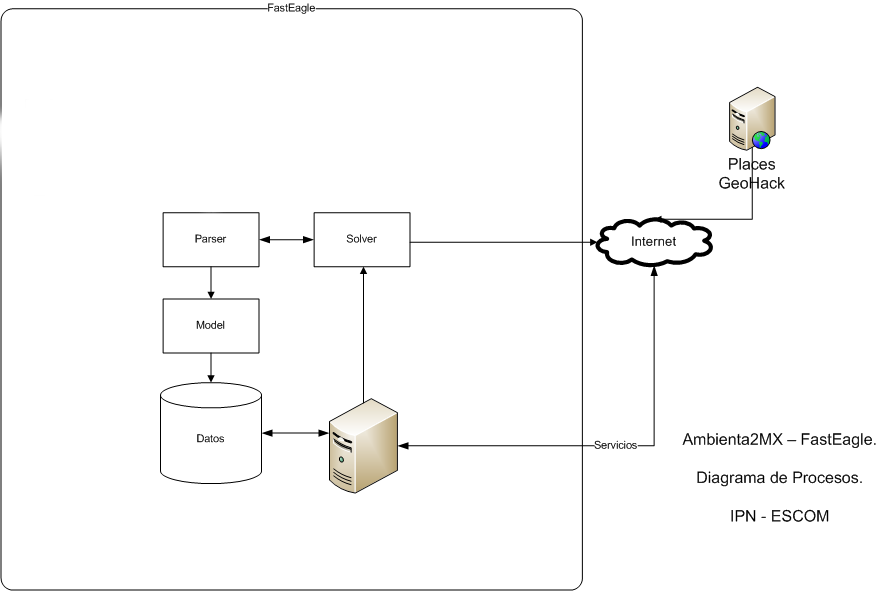 FastEagle
Places
GeoHack
Parser
Solver
Internet
Model
Datos
Servicios
Ambienta2MX – FastEagle.
Diagrama de Procesos.
IPN - ESCOM